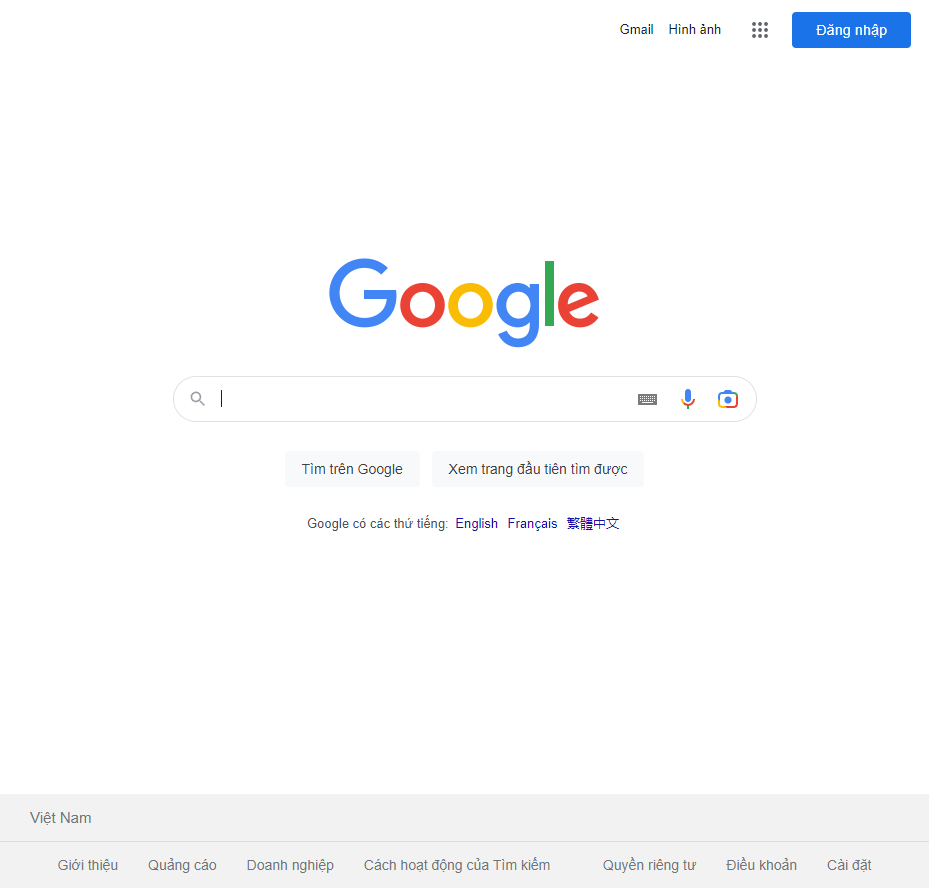 Gmail Hình ảnh Đăng nhập
Google
Tìm trên Google Xem trang đầu tiên tìm được
Google có các thứ tiếng: English Français 繁體中文
Việt Nam
Giới thiệu Quảng cáo Doanh nghiệp Cách hoạt động của Tìm kiếm Quyền riêng tư Điều khoản Cài đặt